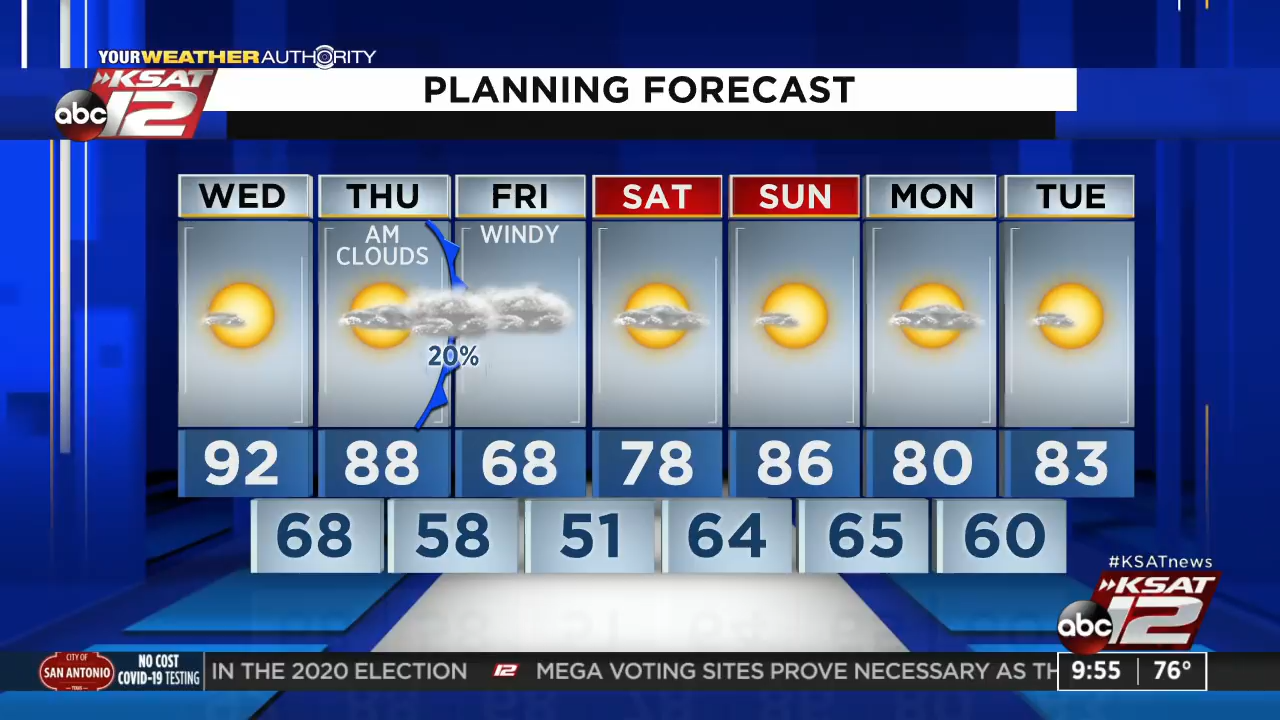 YOURWEATHERAUTHORITY
KSAT
abc 12
PLANNING FORECAST
WED THU FRI SAT SUN MON TUE
AM CLOUDS
WINDY
20%
92 88 68 78 86 80 83
68 58 51 64 65 60
#KSATnews
KSAT
abc 12
CITY OF
SAN ANTONIO
NO COST
COVID-19 TESTING
IN THE 2020 ELECTION 12 MEGA VOTING SITES PROVE NECESSARY AS TH
9:55 76°